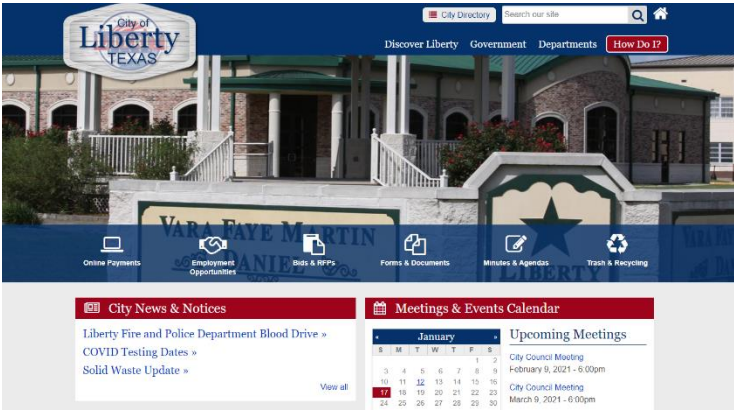 City of
Liberty
TEXAS
City Directory
Search our site
Discover Liberty Government Departments How Do I?
VARA FAYE MARTIN
DANIEL
LIBERTY
Online Payments
Employment
Opportunities
Bids & RFPs
Forms & Documents
Minutes & Agendas
Trash & Recycling
City News & Notices
Liberty Fire and Police Department Blood Drive »
COVID Testing Dates »
Solid Waste Update »
View all
Meetings & Events Calendar
« January »
S M T W T F S
1 2
3 4 5 6 7 8 9
10 11 12 13 14 15 16
17 18 19 20 21 22 23
24 25 26 27 28 29 30
Upcoming Meetings
City Council Meeting
February 9, 2021 - 6:00pm
City Council Meeting
March 9, 2021 - 6:00pm